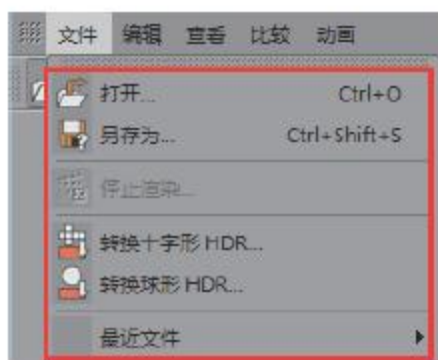 文件 编辑 查看 比较 动画
打开... Ctrl+O
另存为... Ctrl+Shift+S
停止渲染...
转换十字形 HDR...
转换球形 HDR...
最近文件